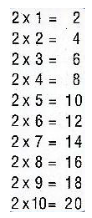 2 x 1 = 2
2 x 2 = 4
2 x 3 = 6
2 x 4 = 8
2 x 5 = 10
2 x 6 = 12
2 x 7 = 14
2 x 8 = 16
2 x 9 = 18
2 x 10= 20